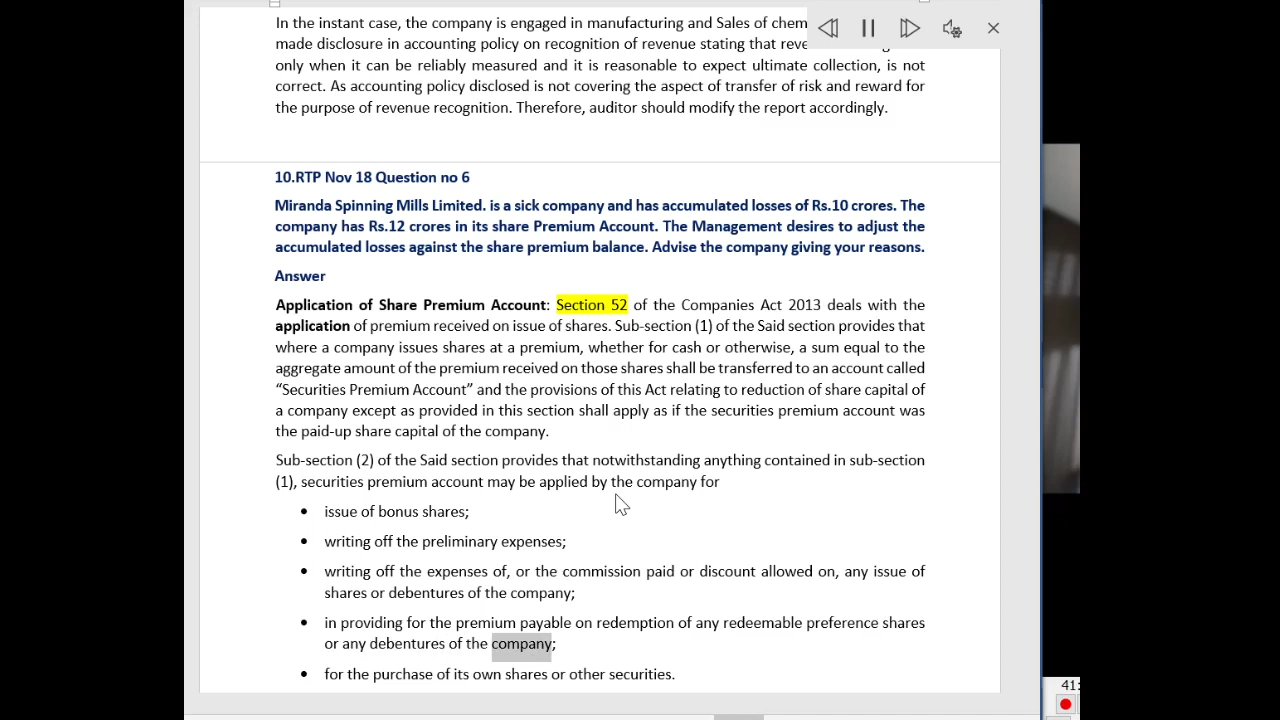 In the instant case, the company is engaged in manufacturing and Sales of chem
made disclosure in accounting policy on recognition of revenue stating that reve
only when it can be reliably measured and it is reasonable to expect ultimate collection, is not
correct. As accounting policy disclosed is not covering the aspect of transfer of risk and reward for
the purpose of revenue recognition. Therefore, auditor should modify the report accordingly.
10.RTP Nov 18 Question no 6
Miranda Spinning Mills Limited. is a sick company and has accumulated losses of Rs.10 crores. The
company has Rs.12 crores in its share Premium Account. The Management desires to adjust the
accumulated losses against the share premium balance. Advise the company giving your reasons.
Answer
Application of Share Premium Account: Section 52 of the Companies Act 2013 deals with the
application of premium received on issue of shares. Sub-section (1) of the Said section provides that
where a company issues shares at a premium, whether for cash or otherwise, a sum equal to the
aggregate amount of the premium received on those shares shall be transferred to an account called
“Securities Premium Account” and the provisions of this Act relating to reduction of share capital of
a company except as provided in this section shall apply as if the securities premium account was
the paid-up share capital of the company.
Sub-section (2) of the Said section provides that notwithstanding anything contained in sub-section
(1), securities premium account may be applied by the company for
• issue of bonus shares;
• writing off the preliminary expenses;
• writing off the expenses of, or the commission paid or discount allowed on, any issue of
shares or debentures of the company;
• in providing for the premium payable on redemption of any redeemable preference shares
or any debentures of the company;
• for the purchase of its own shares or other securities.
41: